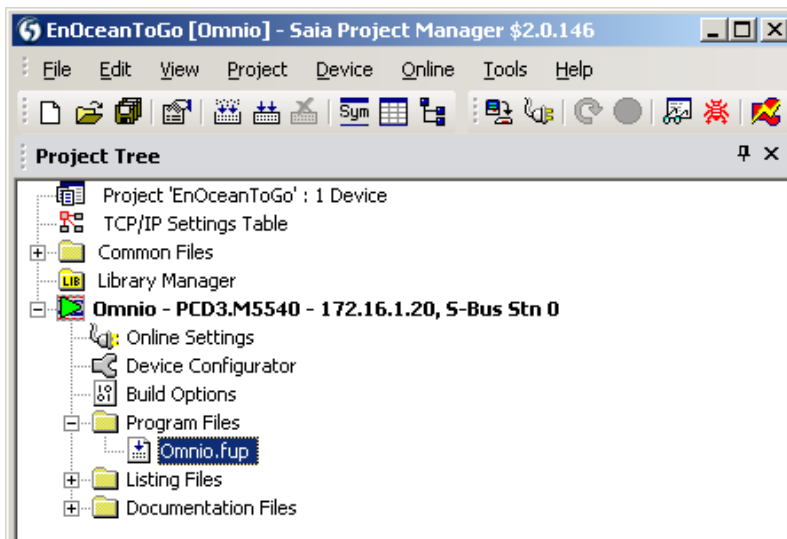 EnOceanToGo [Omnio] - Saia Project Manager $2.0.146
File Edit View Project Device Online Tools Help
Sym
Project Tree
Project 'EnOceanToGo' : 1 Device
TCP/IP Settings Table
Common Files
LIB Library Manager
Omnio - PCD3.M5540 - 172.16.1.20, S-Bus Stn 0
Online Settings
Device Configurator
Build Options
Program Files
Omnio.fup
Listing Files
Documentation Files